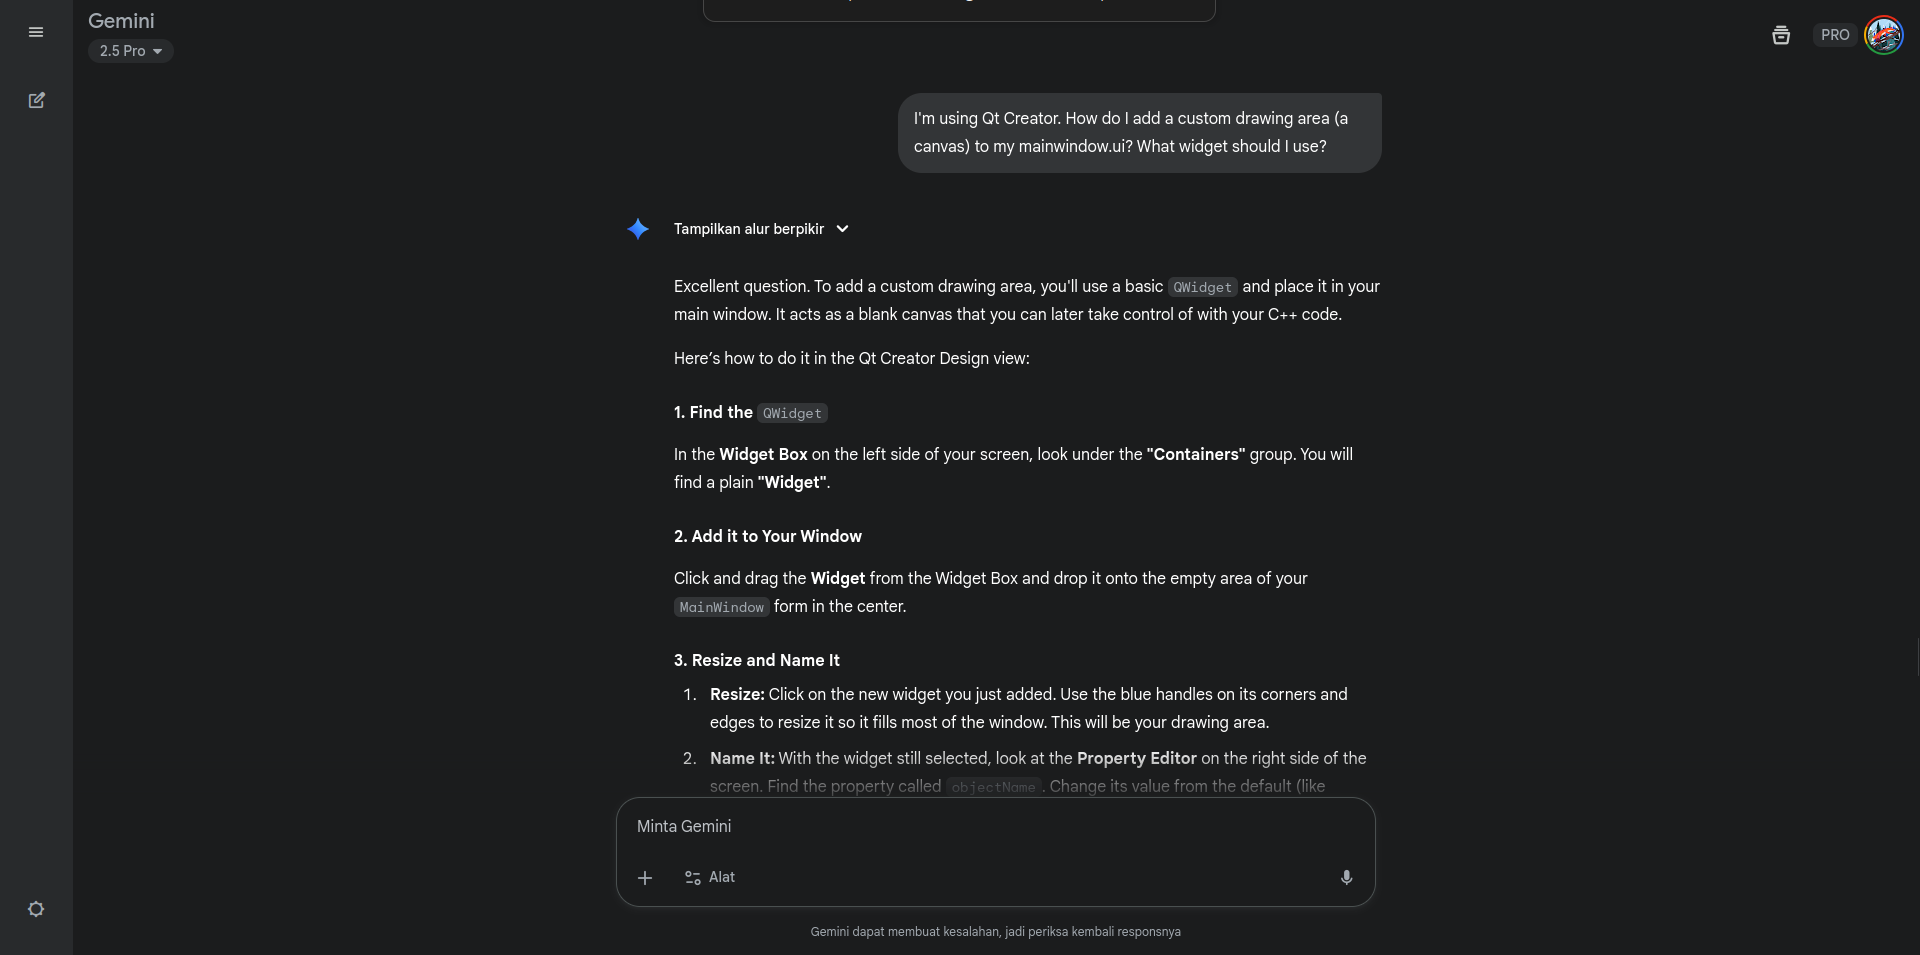 Gemini
2.5 Pro
PRO
I'm using Qt Creator. How do I add a custom drawing area (a
canvas) to my mainwindow.ui? What widget should I use?
Tampilkan alur berpikir
Excellent question. To add a custom drawing area, you'll use a basic QWidget and place it in your
main window. It acts as a blank canvas that you can later take control of with your C++ code.
Here’s how to do it in the Qt Creator Design view:
1. Find the QWidget
In the Widget Box on the left side of your screen, look under the "Containers" group. You will
find a plain "Widget".
2. Add it to Your Window
Click and drag the Widget from the Widget Box and drop it onto the empty area of your
MainWindow form in the center.
3. Resize and Name It
1. Resize: Click on the new widget you just added. Use the blue handles on its corners and
edges to resize it so it fills most of the window. This will be your drawing area.
2. Name It: With the widget still selected, look at the Property Editor on the right side of the
screen. Find the property called objectName. Change its value from the default (like
Minta Gemini
Alat
Gemini dapat membuat kesalahan, jadi periksa kembali responsnya